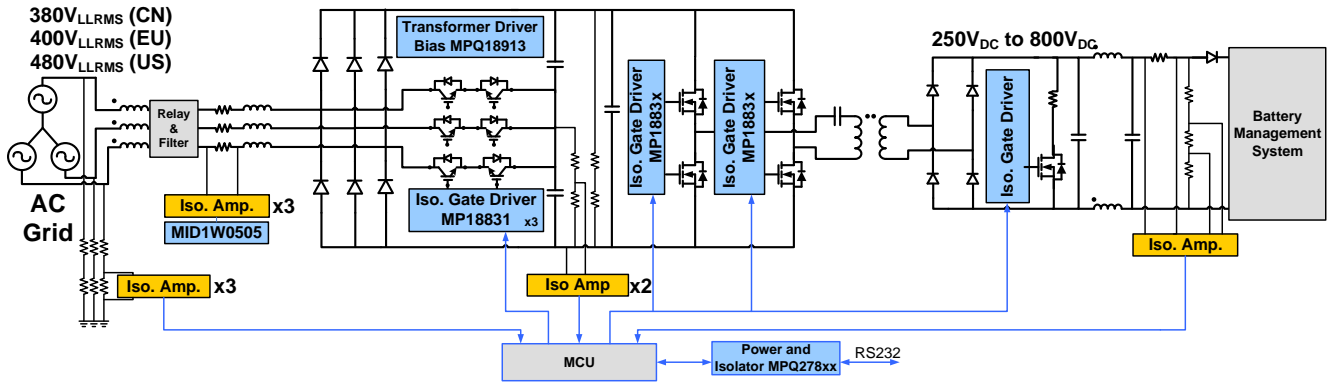 380VLLRMS (CN)
400VLLRMS (EU)
480VLLRMS (US)
AC
Grid
Relay
&
Filter
Iso. Amp.
x3
MID1W0505
Iso. Amp.
x3
Transformer Driver
Bias MPQ18913
Iso. Gate Driver
MP18831 x3
Iso Amp
x2
Iso. Gate Driver
MP1883x
Iso. Gate Driver
MP1883x
250VDC to 800VDC
Iso. Gate Driver
Iso. Amp.
Battery
Management
System
MCU
Power and
Isolator MPQ278xx
RS232